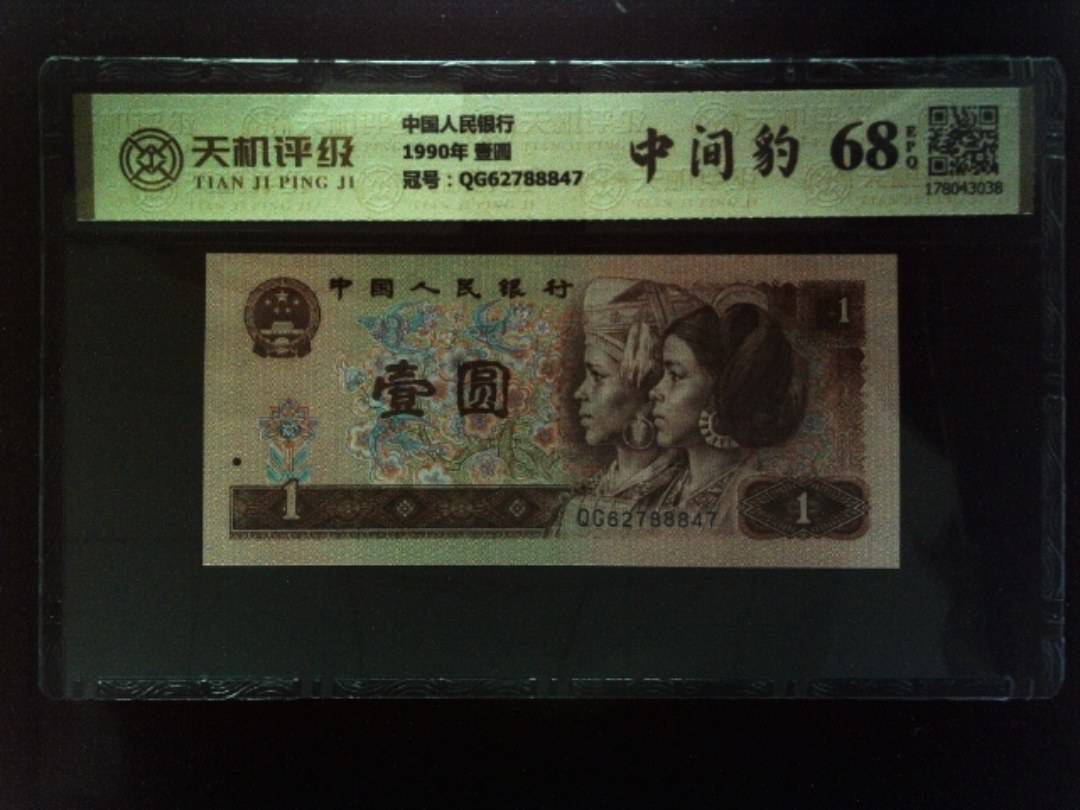 天机评级
TIAN JI PING JI
中国人民银行
1990年 壹圆
冠号：QG62788847
中间豹
68
EPQ
178043038
中国人民银行
1
壹圆
1
QG62788847
1